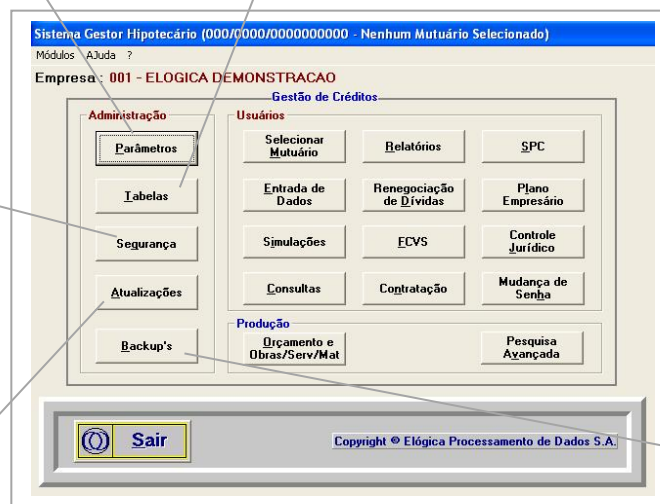 Sistema Gestor Hipotecário (000/0000/0000000000 - Nenhum Mutuário Selecionado)
Módulos AJuda ?
Empresa : 001 - ELOGICA DEMONSTRACAO
Gestão de Créditos
Administração
Parâmetros
Tabelas
Segurança
Atualizações
Backup's
Usuários
Selecionar
Mutuário
Relatórios
SPC
Entrada de
Dados
Renegociação
de Dívidas
Plano
Empresário
Simulações
FCVS
Controle
Jurídico
Consultas
Contratação
Mudança de
Senha
Produção
Orçamento e
Obras/Serv/Mat
Pesquisa
Avançada
Sair
Copyright © Elógica Processamento de Dados S.A.